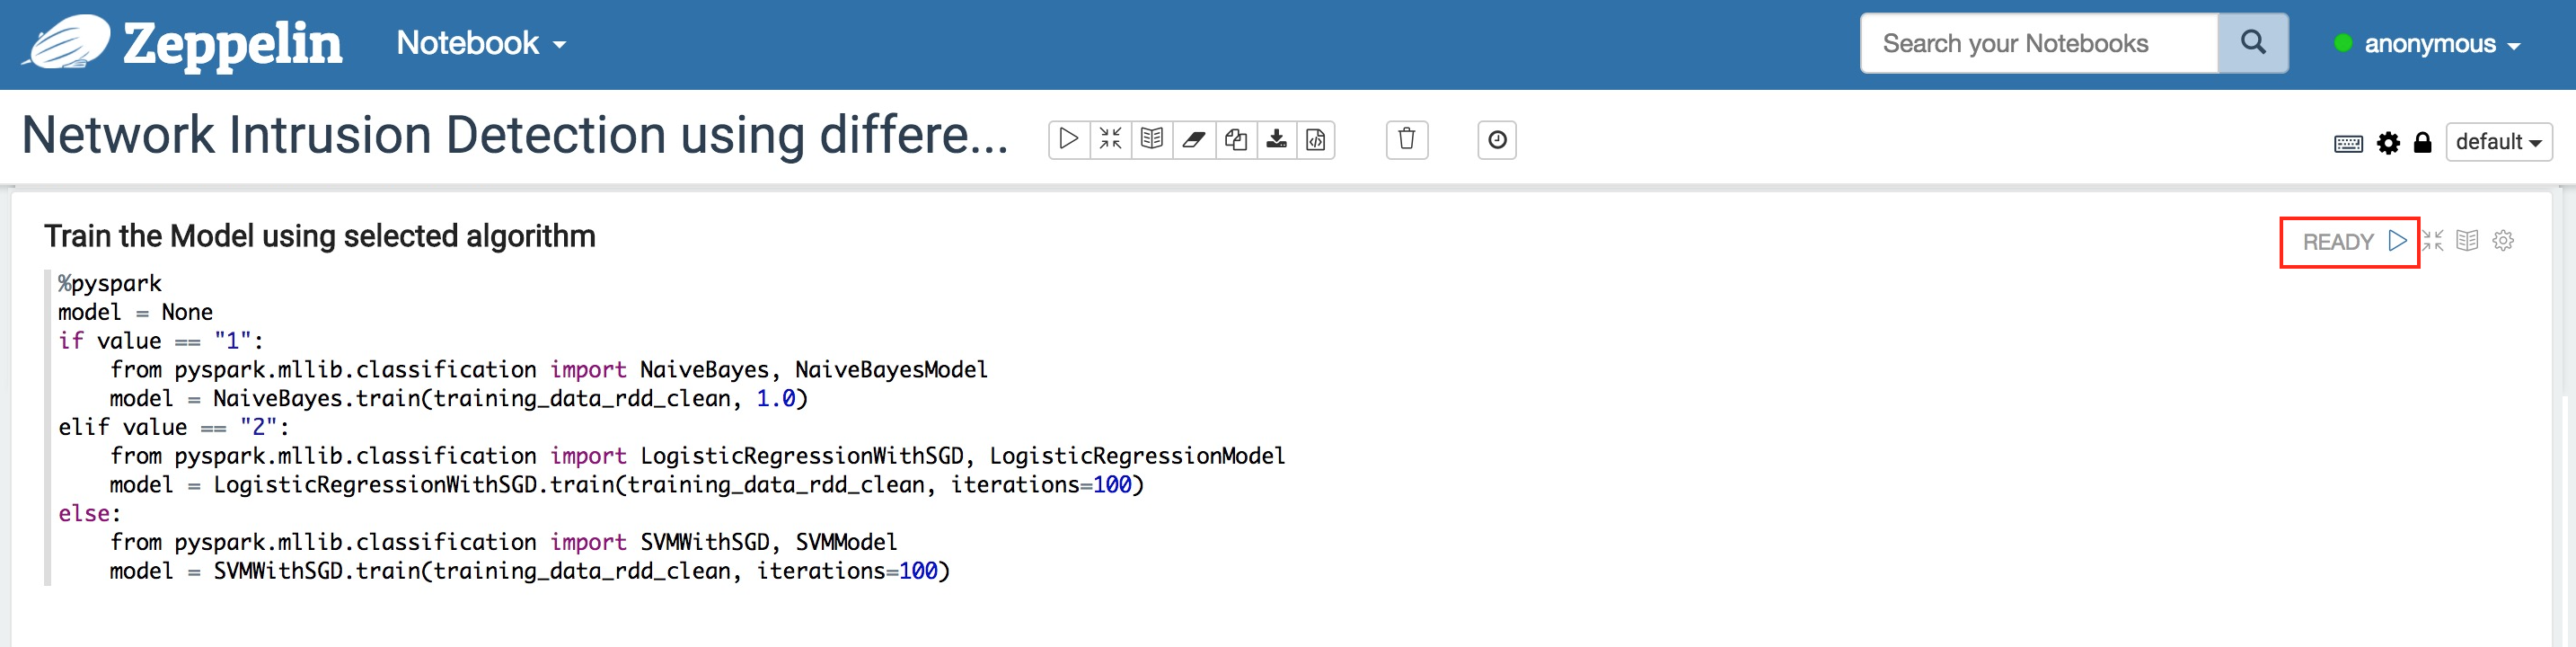 Zeppelin Notebook Search your Notebooks anonymous
Network Intrusion Detection using differe... default
Train the Model using selected algorithm READY
%pyspark
model = None
if value == "1":
    from pyspark.mllib.classification import NaiveBayes, NaiveBayesModel
    model = NaiveBayes.train(training_data_rdd_clean, 1.0)
elif value == "2":
    from pyspark.mllib.classification import LogisticRegressionWithSGD, LogisticRegressionModel
    model = LogisticRegressionWithSGD.train(training_data_rdd_clean, iterations=100)
else:
    from pyspark.mllib.classification import SVMWithSGD, SVMModel
    model = SVMWithSGD.train(training_data_rdd_clean, iterations=100)